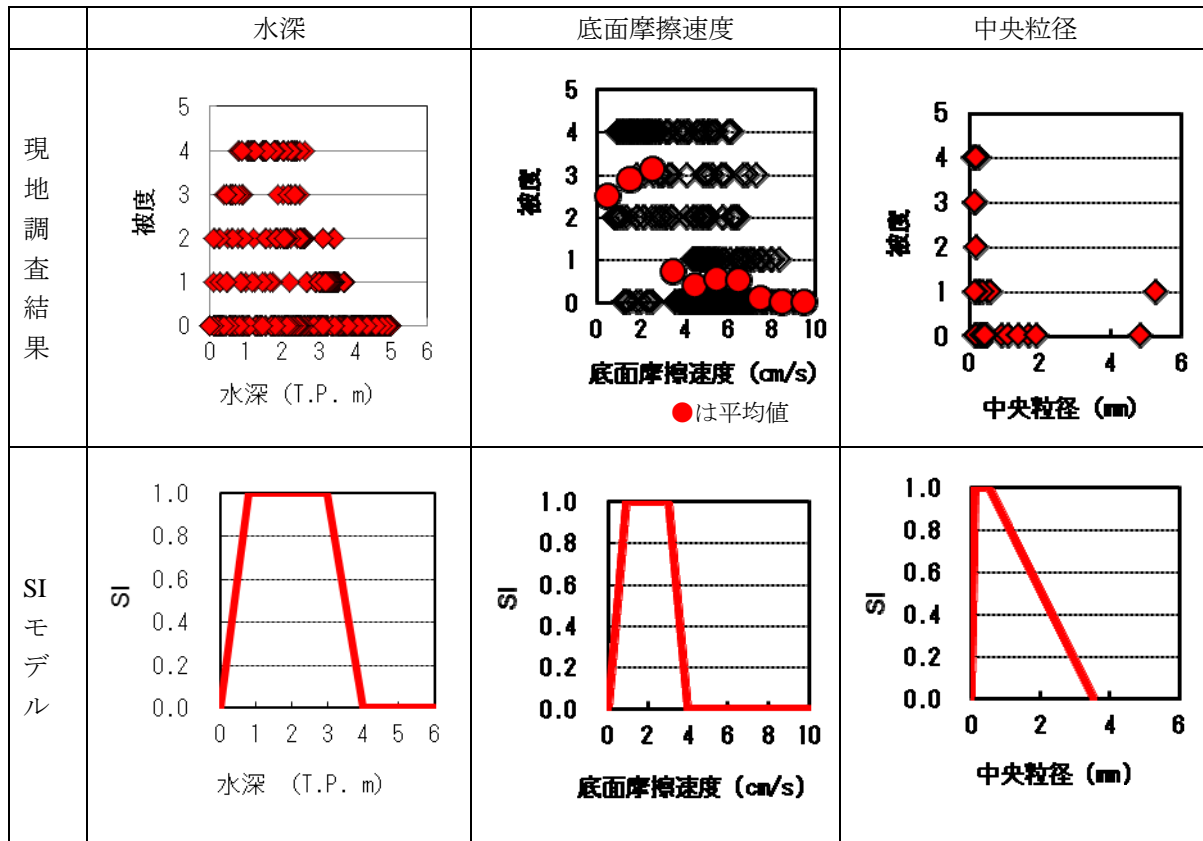 水深
底面摩擦速度
中央粒径
現地調査結果
5
4
3
2
1
0
被度
0 1 2 3 4 5 6
水深 (T.P. m)
5
4
3
2
1
0
被度
0 2 4 6 8 10
底面摩擦速度 (cm/s)
●は平均値
5
4
3
2
1
0
被度
0 2 4 6
中央粒径 (mm)
SIモデル
1.0
0.8
0.6
0.4
0.2
0.0
SI
0 1 2 3 4 5 6
水深 (T.P. m)
1.0
0.8
0.6
0.4
0.2
0.0
SI
0 2 4 6 8 10
底面摩擦速度 (cm/s)
1.0
0.8
0.6
0.4
0.2
0.0
SI
0 2 4 6
中央粒径 (mm)